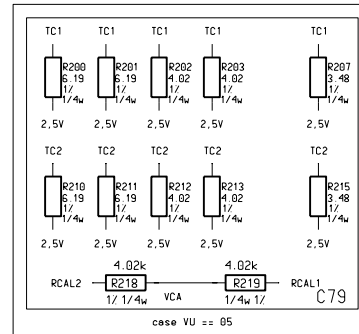 TC1 TC1 TC1 TC1 TC1
R200 R201 R202 R203 R207
6.19 6.19 4.02 4.02 3.48
1% 1% 1% 1% 1%
1/4w 1/4w 1/4w 1/4w 1/4w
2,5V 2,5V 2,5V 2,5V 2,5V
TC2 TC2 TC2 TC2 TC2
R210 R211 R212 R213 R215
6.19 6.19 4.02 4.02 3.48
1% 1% 1% 1% 1%
1/4w 1/4w 1/4w 1/4w 1/4w
2,5V 2,5V 2,5V 2,5V 2,5V
4.02k 4.02k
RCAL2 R218 R219 RCAL1
1% 1/4w VCA 1/4w 1% C79
case VU == 05